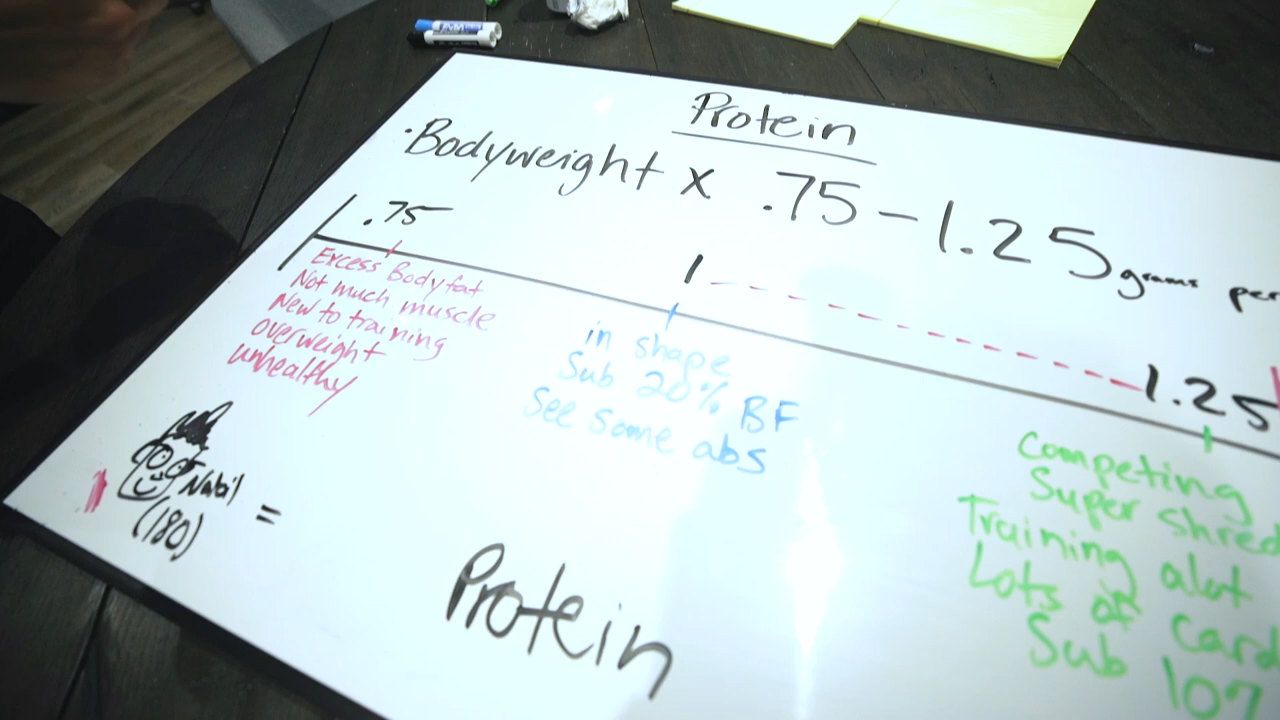 Protein
·Bodyweight x .75-1.25 grams per
.75
1
1.25
Excess Bodyfat
Not much muscle
New to training
overweight
unhealthy
in shape
Sub 20% BF
See some abs
Competing
Super shred
Training alot
Lots of Card
Sub 10
Nabil
(180) =
Protein